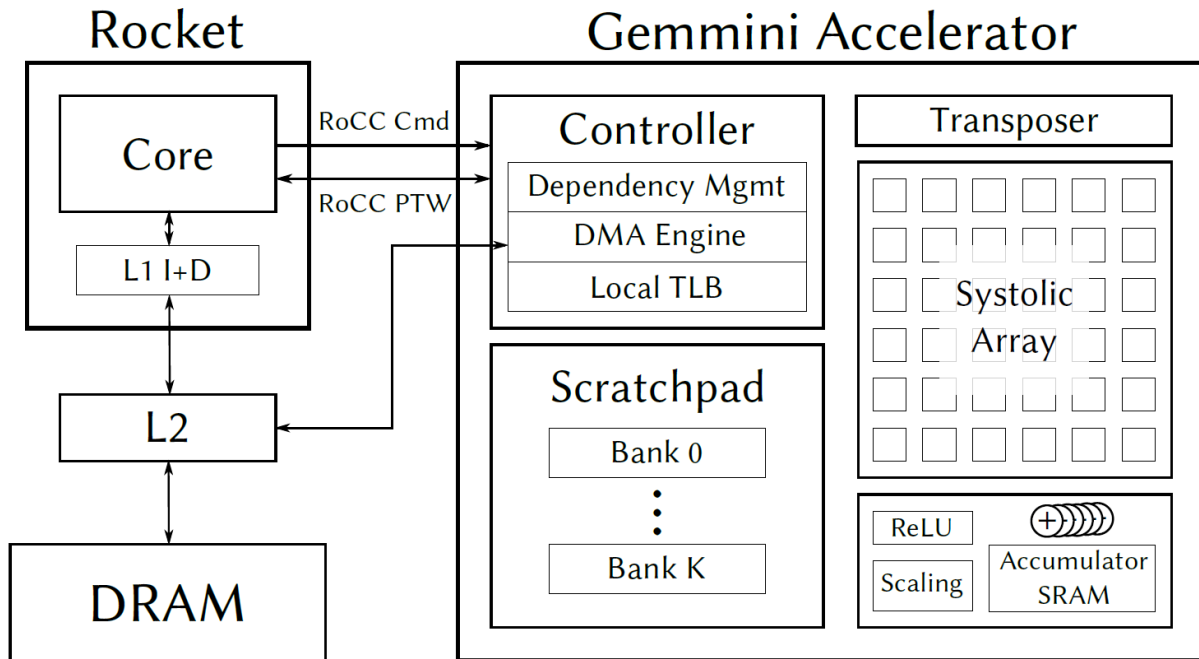 Rocket
Core
L1 I+D
L2
DRAM
RoCC Cmd
RoCC PTW
Gemmini Accelerator
Controller
Dependency Mgmt
DMA Engine
Local TLB
Scratchpad
Bank 0
Bank K
Transposer
Systolic
Array
ReLU
Scaling
+
Accumulator
SRAM